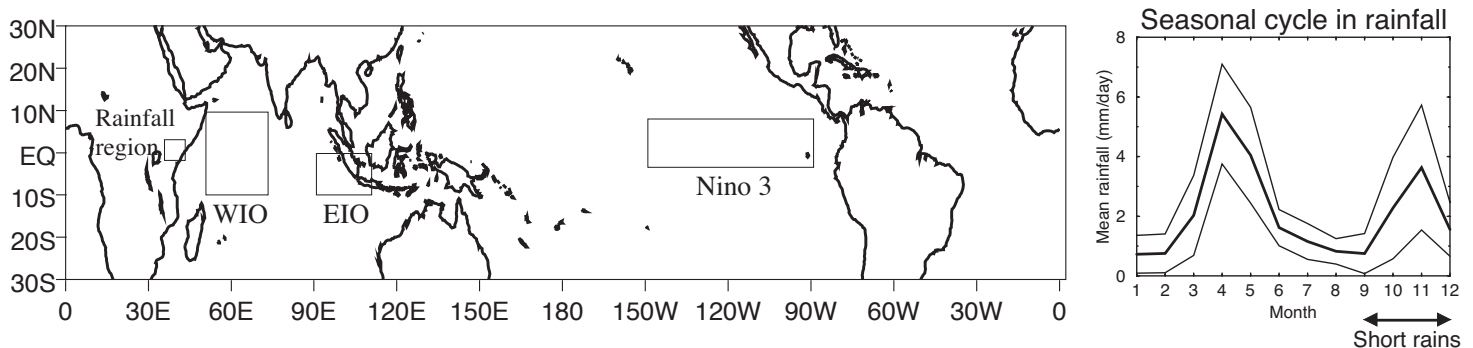 30N
20N
10N
EQ
10S
20S
30S
0
30E
60E
90E
120E
150E
180E
150W
120W
90W
60W
30W
0
Rainfall
region
WIO
EIO
Nino 3
Seasonal cycle in rainfall
Mean rainfall (mm/day)
8
6
4
2
0
1 2 3 4 5 6 7 8 9 10 11 12
Month
Short rains